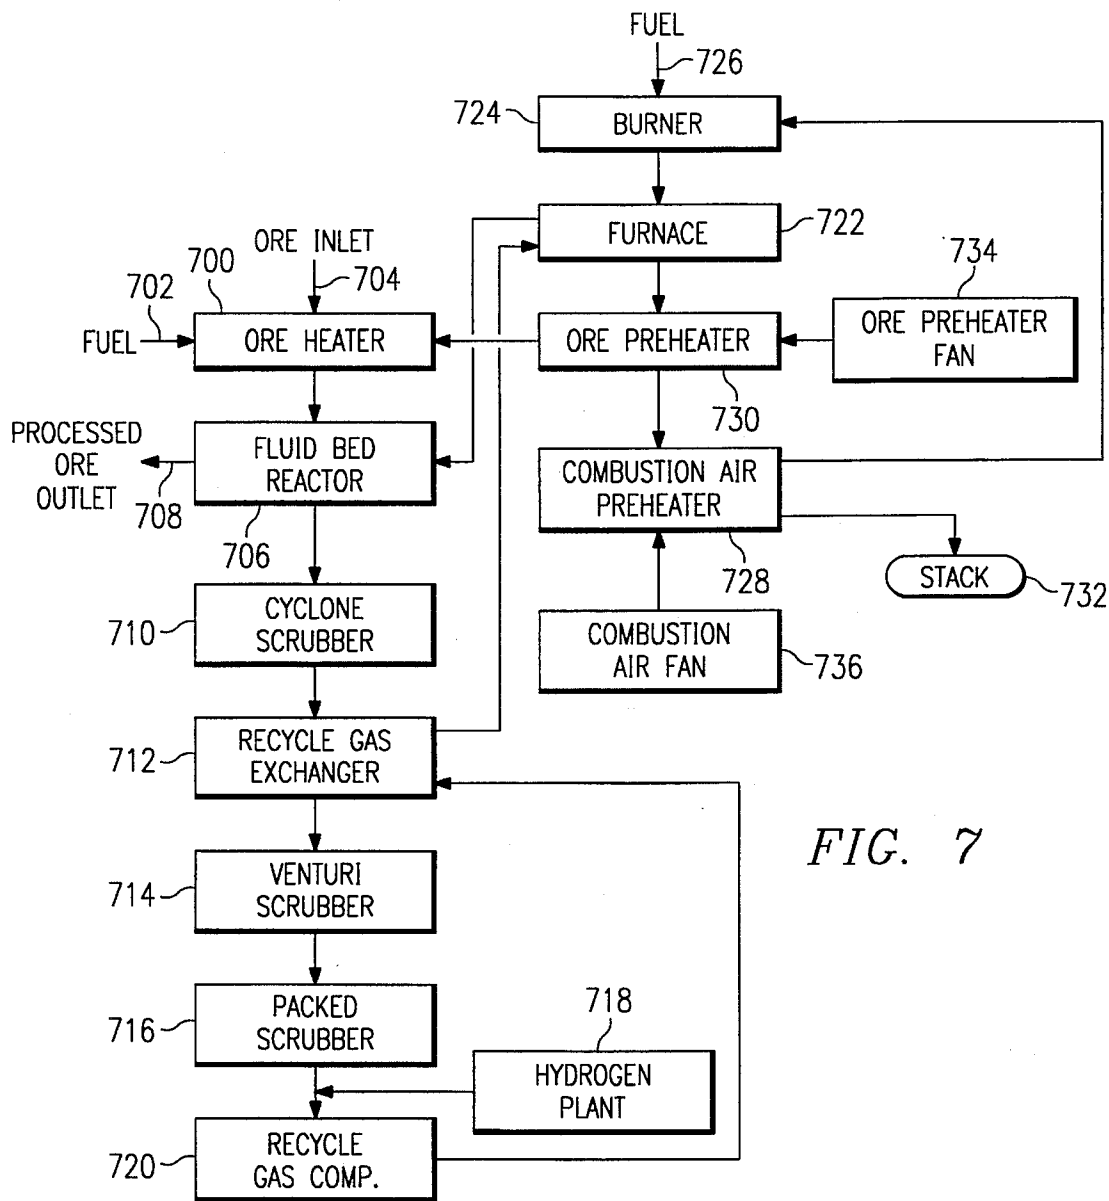 FUEL
726
724
BURNER
FURNACE
722
ORE INLET
700
704
702
FUEL
ORE HEATER
ORE PREHEATER
730
734
ORE PREHEATER
FAN
PROCESSED
ORE
OUTLET
708
FLUID BED
REACTOR
706
COMBUSTION AIR
PREHEATER
728
STACK
732
710
CYCLONE
SCRUBBER
COMBUSTION
AIR FAN
736
712
RECYCLE GAS
EXCHANGER
FIG. 7
714
VENTURI
SCRUBBER
716
PACKED
SCRUBBER
718
HYDROGEN
PLANT
720
RECYCLE
GAS COMP.